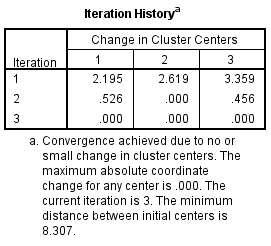 Iteration Historyᵃ
Change in Cluster Centers
Iteration 1 2 3
1 2.195 2.619 3.359
2 .526 .000 .456
3 .000 .000 .000
a. Convergence achieved due to no or
small change in cluster centers. The
maximum absolute coordinate
change for any center is .000. The
current iteration is 3. The minimum
distance between initial centers is
8.307.